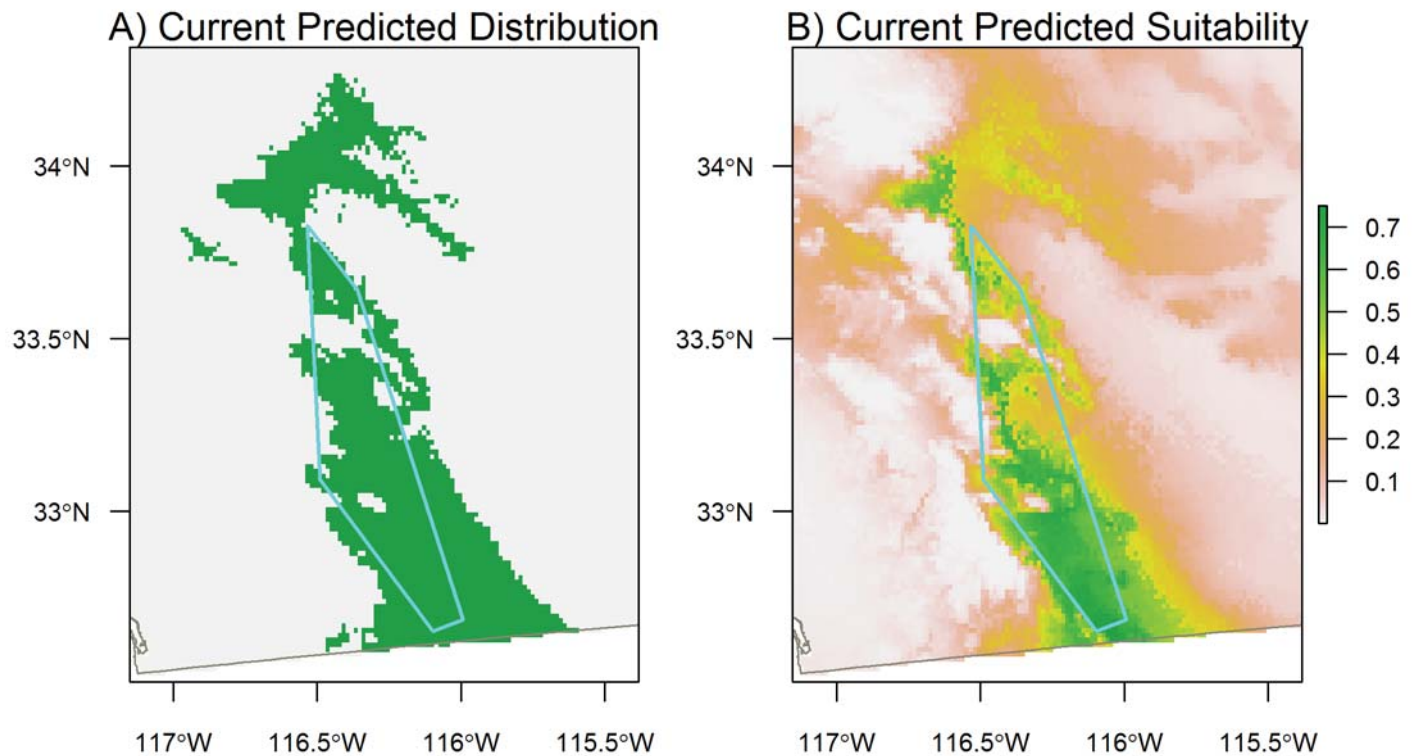 A) Current Predicted Distribution
34°N
33.5°N
33°N
117°W 116.5°W 116°W 115.5°W
B) Current Predicted Suitability
34°N
33.5°N
33°N
117°W 116.5°W 116°W 115.5°W
0.7
0.6
0.5
0.4
0.3
0.2
0.1